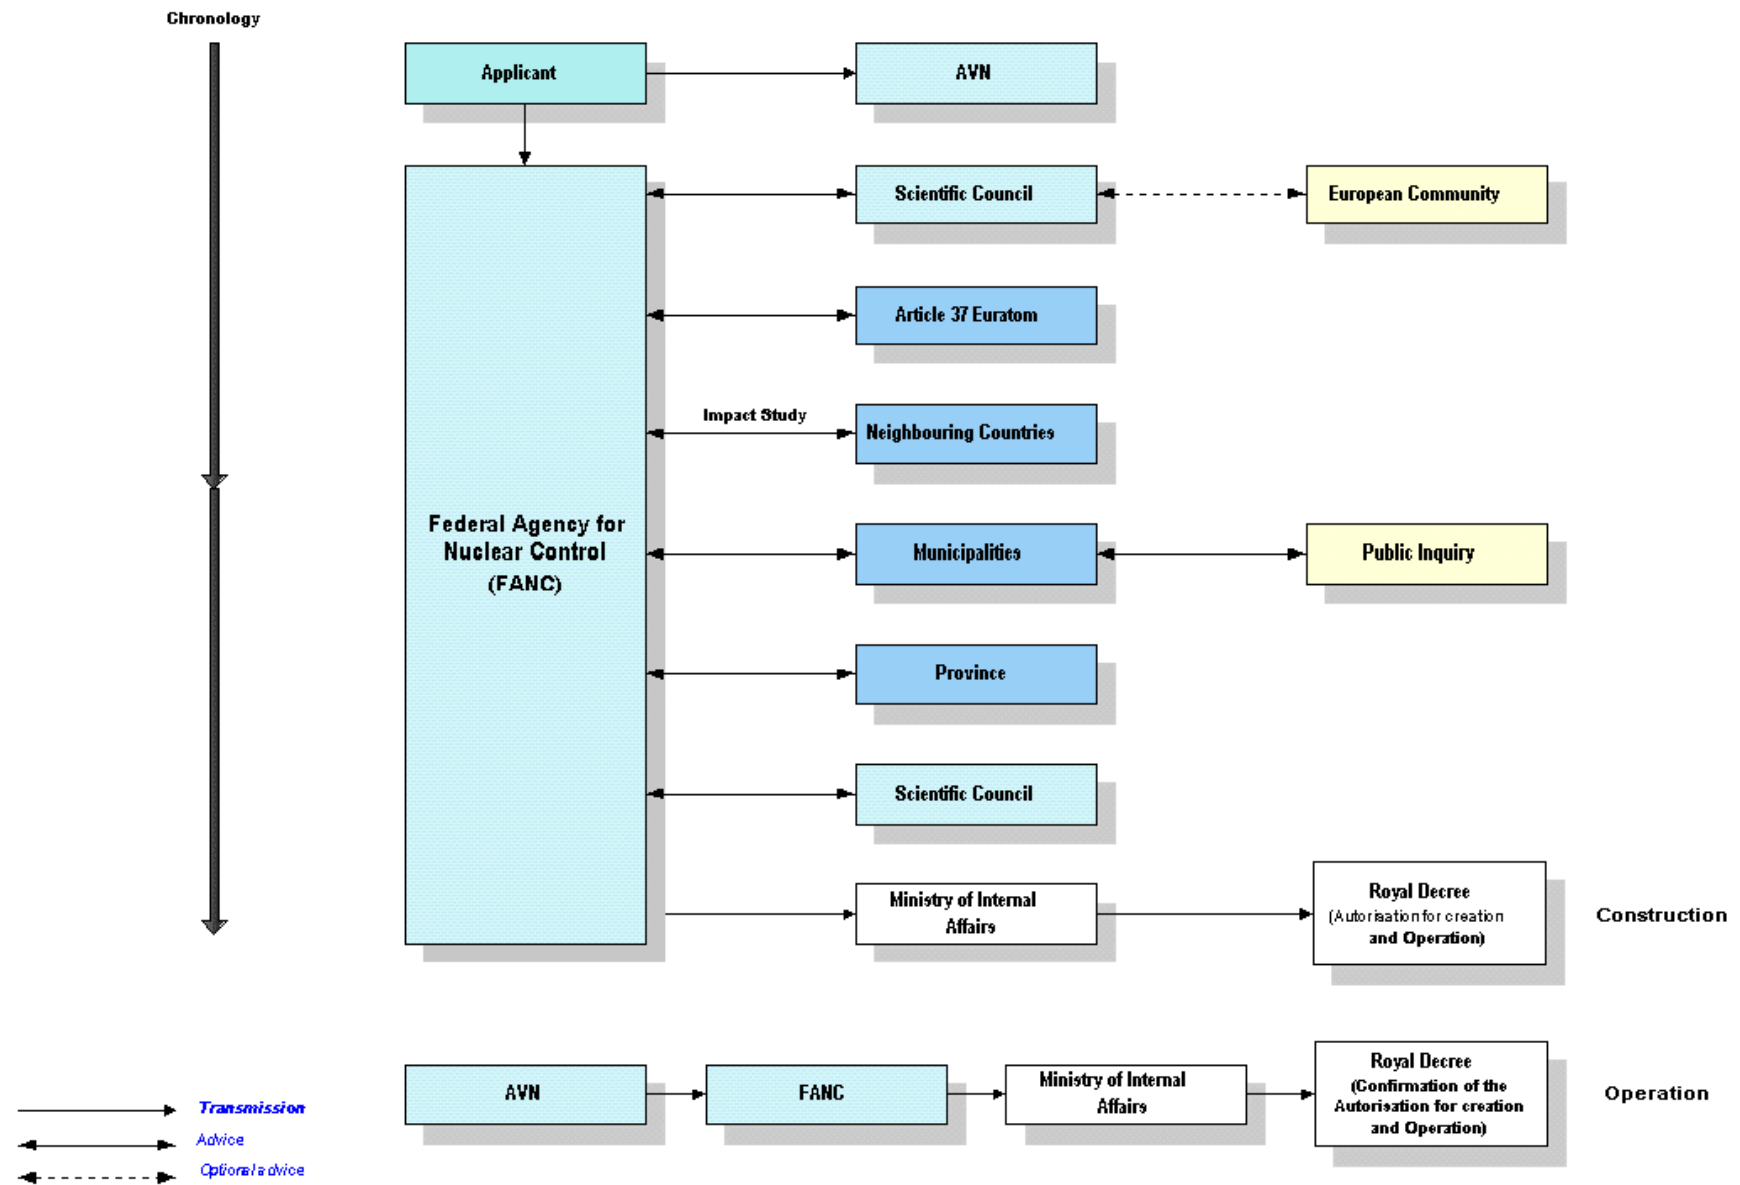 Chronology
Applicant
AVN
Scientific Council
European Community
Article 37 Euratom
Impact Study
Neighbouring Countries
Federal Agency for
Nuclear Control
(FANC)
Municipalities
Public Inquiry
Province
Scientific Council
Ministry of Internal
Affairs
Royal Decree
(Autorisation for creation
and Operation)
Construction
AVN
FANC
Ministry of Internal
Affairs
Royal Decree
(Confirmation of the
Autorisation for creation
and Operation)
Operation
Transmission
Advice
Optional advice